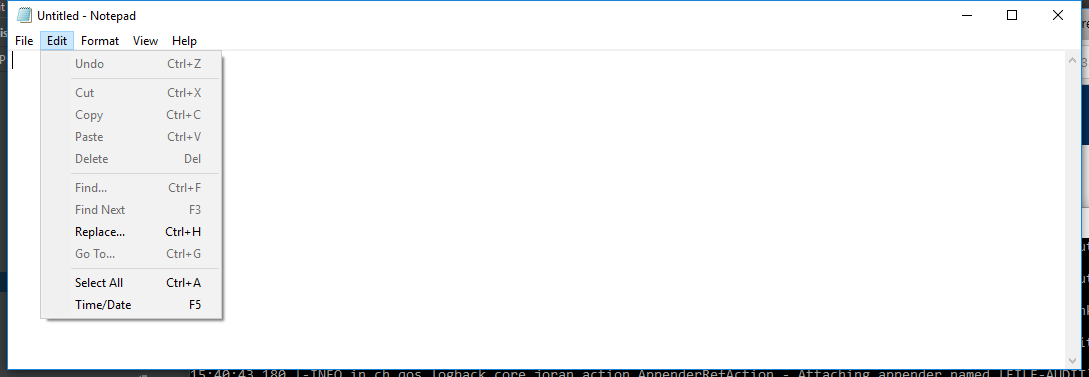 Untitled - Notepad
File Edit Format View Help
Undo Ctrl+Z
Cut Ctrl+X
Copy Ctrl+C
Paste Ctrl+V
Delete Del
Find... Ctrl+F
Find Next F3
Replace... Ctrl+H
Go To... Ctrl+G
Select All Ctrl+A
Time/Date F5
15:40:43,180 |-INFO in ch.qos.logback.core.joran.action.AppenderRefAction - Attaching appender named [FILE-AUDIT